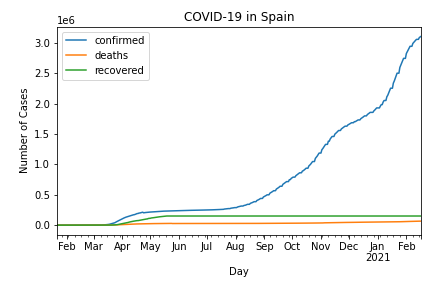 COVID-19 in Spain
1e6
confirmed
deaths
recovered
3.0
2.5
2.0
1.5
1.0
0.5
0.0
Number of Cases
Feb Mar Apr May Jun Jul Aug Sep Oct Nov Dec Jan Feb
2021
Day